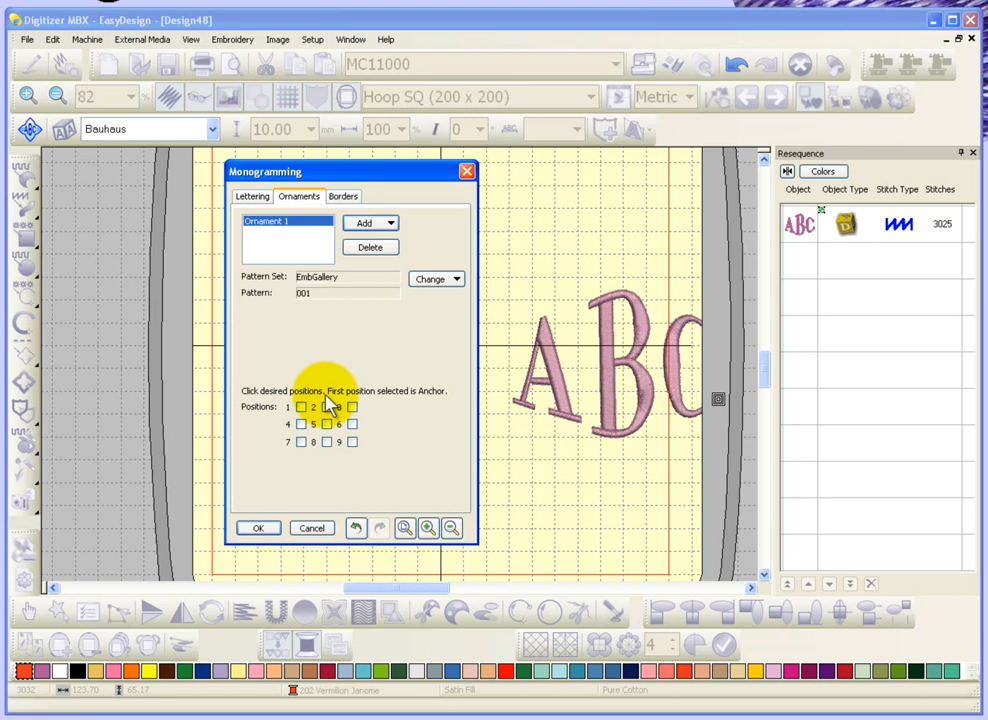 Digitizer MBX - EasyDesign - [Design48]
File Edit Machine External Media View Embroidery Image Setup Window Help
MC11000
82 % Hoop SQ (200 x 200) Metric
Bauhaus 10.00 mm 100 % 0 ABC
Monogramming
Lettering Ornaments Borders
Ornament 1
Add
Delete
Pattern Set: EmbGallery Change
Pattern: 001
Click desired positions. First position selected is Anchor.
Positions: 1 2 3
4 5 6
7 8 9
OK Cancel
ABC
Resequence
Colors
Object Object Type Stitch Type Stitches
ABC D 3025
4
3032 123.70 65.17 202 Vermilion Janome Satin Fill Pure Cotton